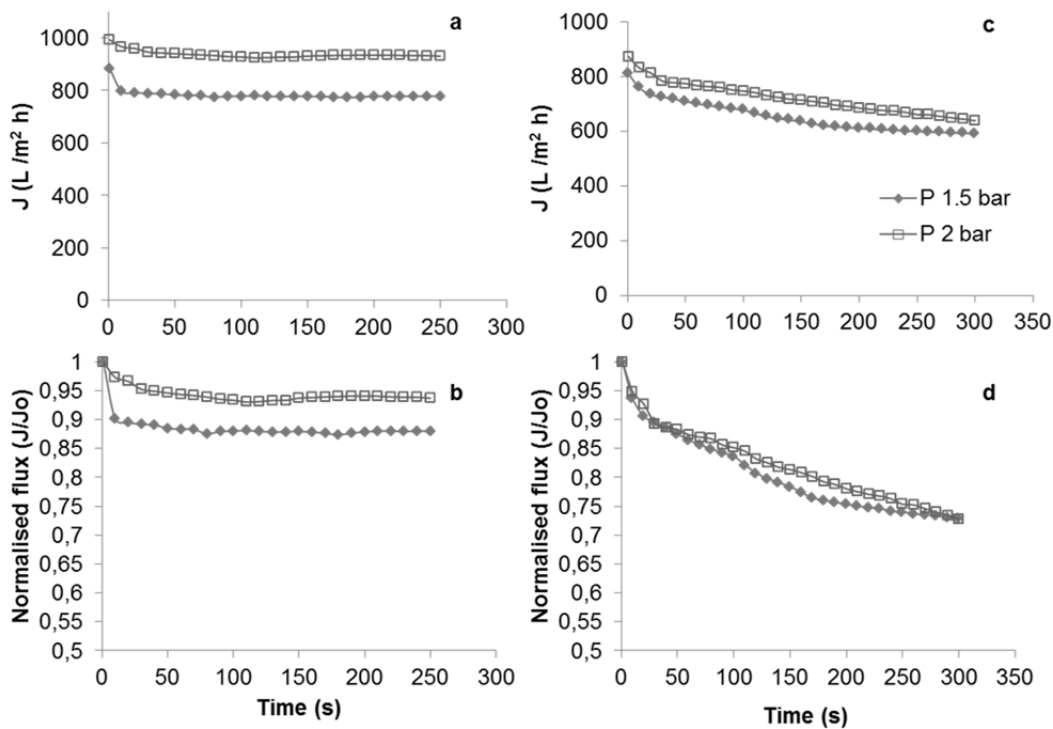 a
J (L /m² h)
1000
800
600
400
200
0
0 50 100 150 200 250 300
c
J (L /m² h)
1000
800
600
400
200
0
0 50 100 150 200 250 300 350
P 1.5 bar
P 2 bar
b
Normalised flux (J/Jo)
1
0,95
0,9
0,85
0,8
0,75
0,7
0,65
0,6
0,55
0,5
0 50 100 150 200 250 300
Time (s)
d
Normalised flux (J/Jo)
1
0,95
0,9
0,85
0,8
0,75
0,7
0,65
0,6
0,55
0,5
0 50 100 150 200 250 300 350
Time (s)